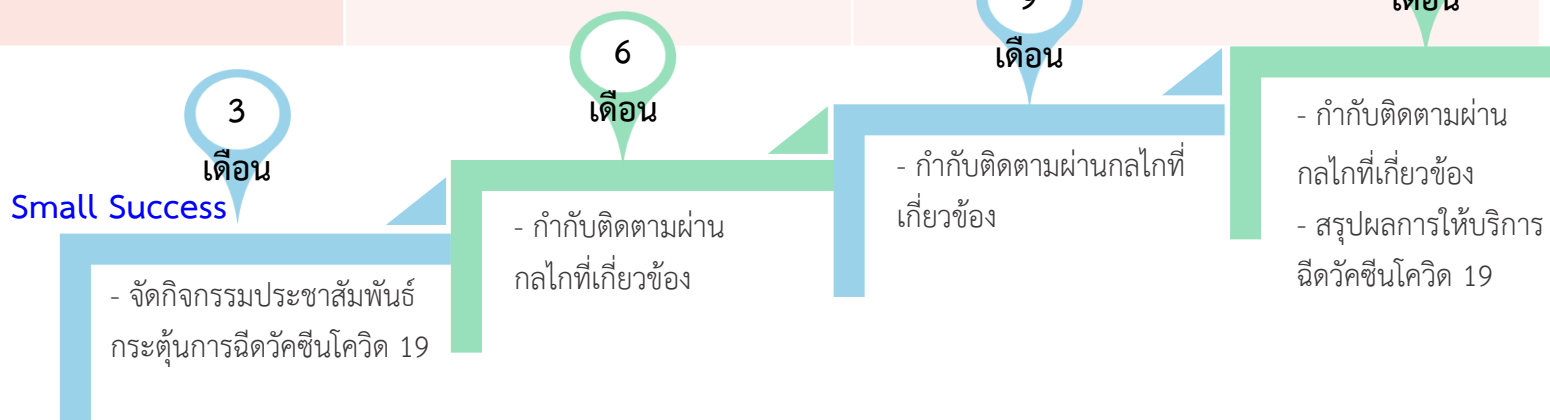 3
เดือน
Small Success
- จัดกิจกรรมประชาสัมพันธ์
กระตุ้นการฉีดวัคซีนโควิด 19
6
เดือน
- กำกับติดตามผ่าน
กลไกที่เกี่ยวข้อง
9
เดือน
- กำกับติดตามผ่านกลไกที่
เกี่ยวข้อง
เดือน
- กำกับติดตามผ่าน
กลไกที่เกี่ยวข้อง
- สรุปผลการให้บริการ
ฉีดวัคซีนโควิด 19